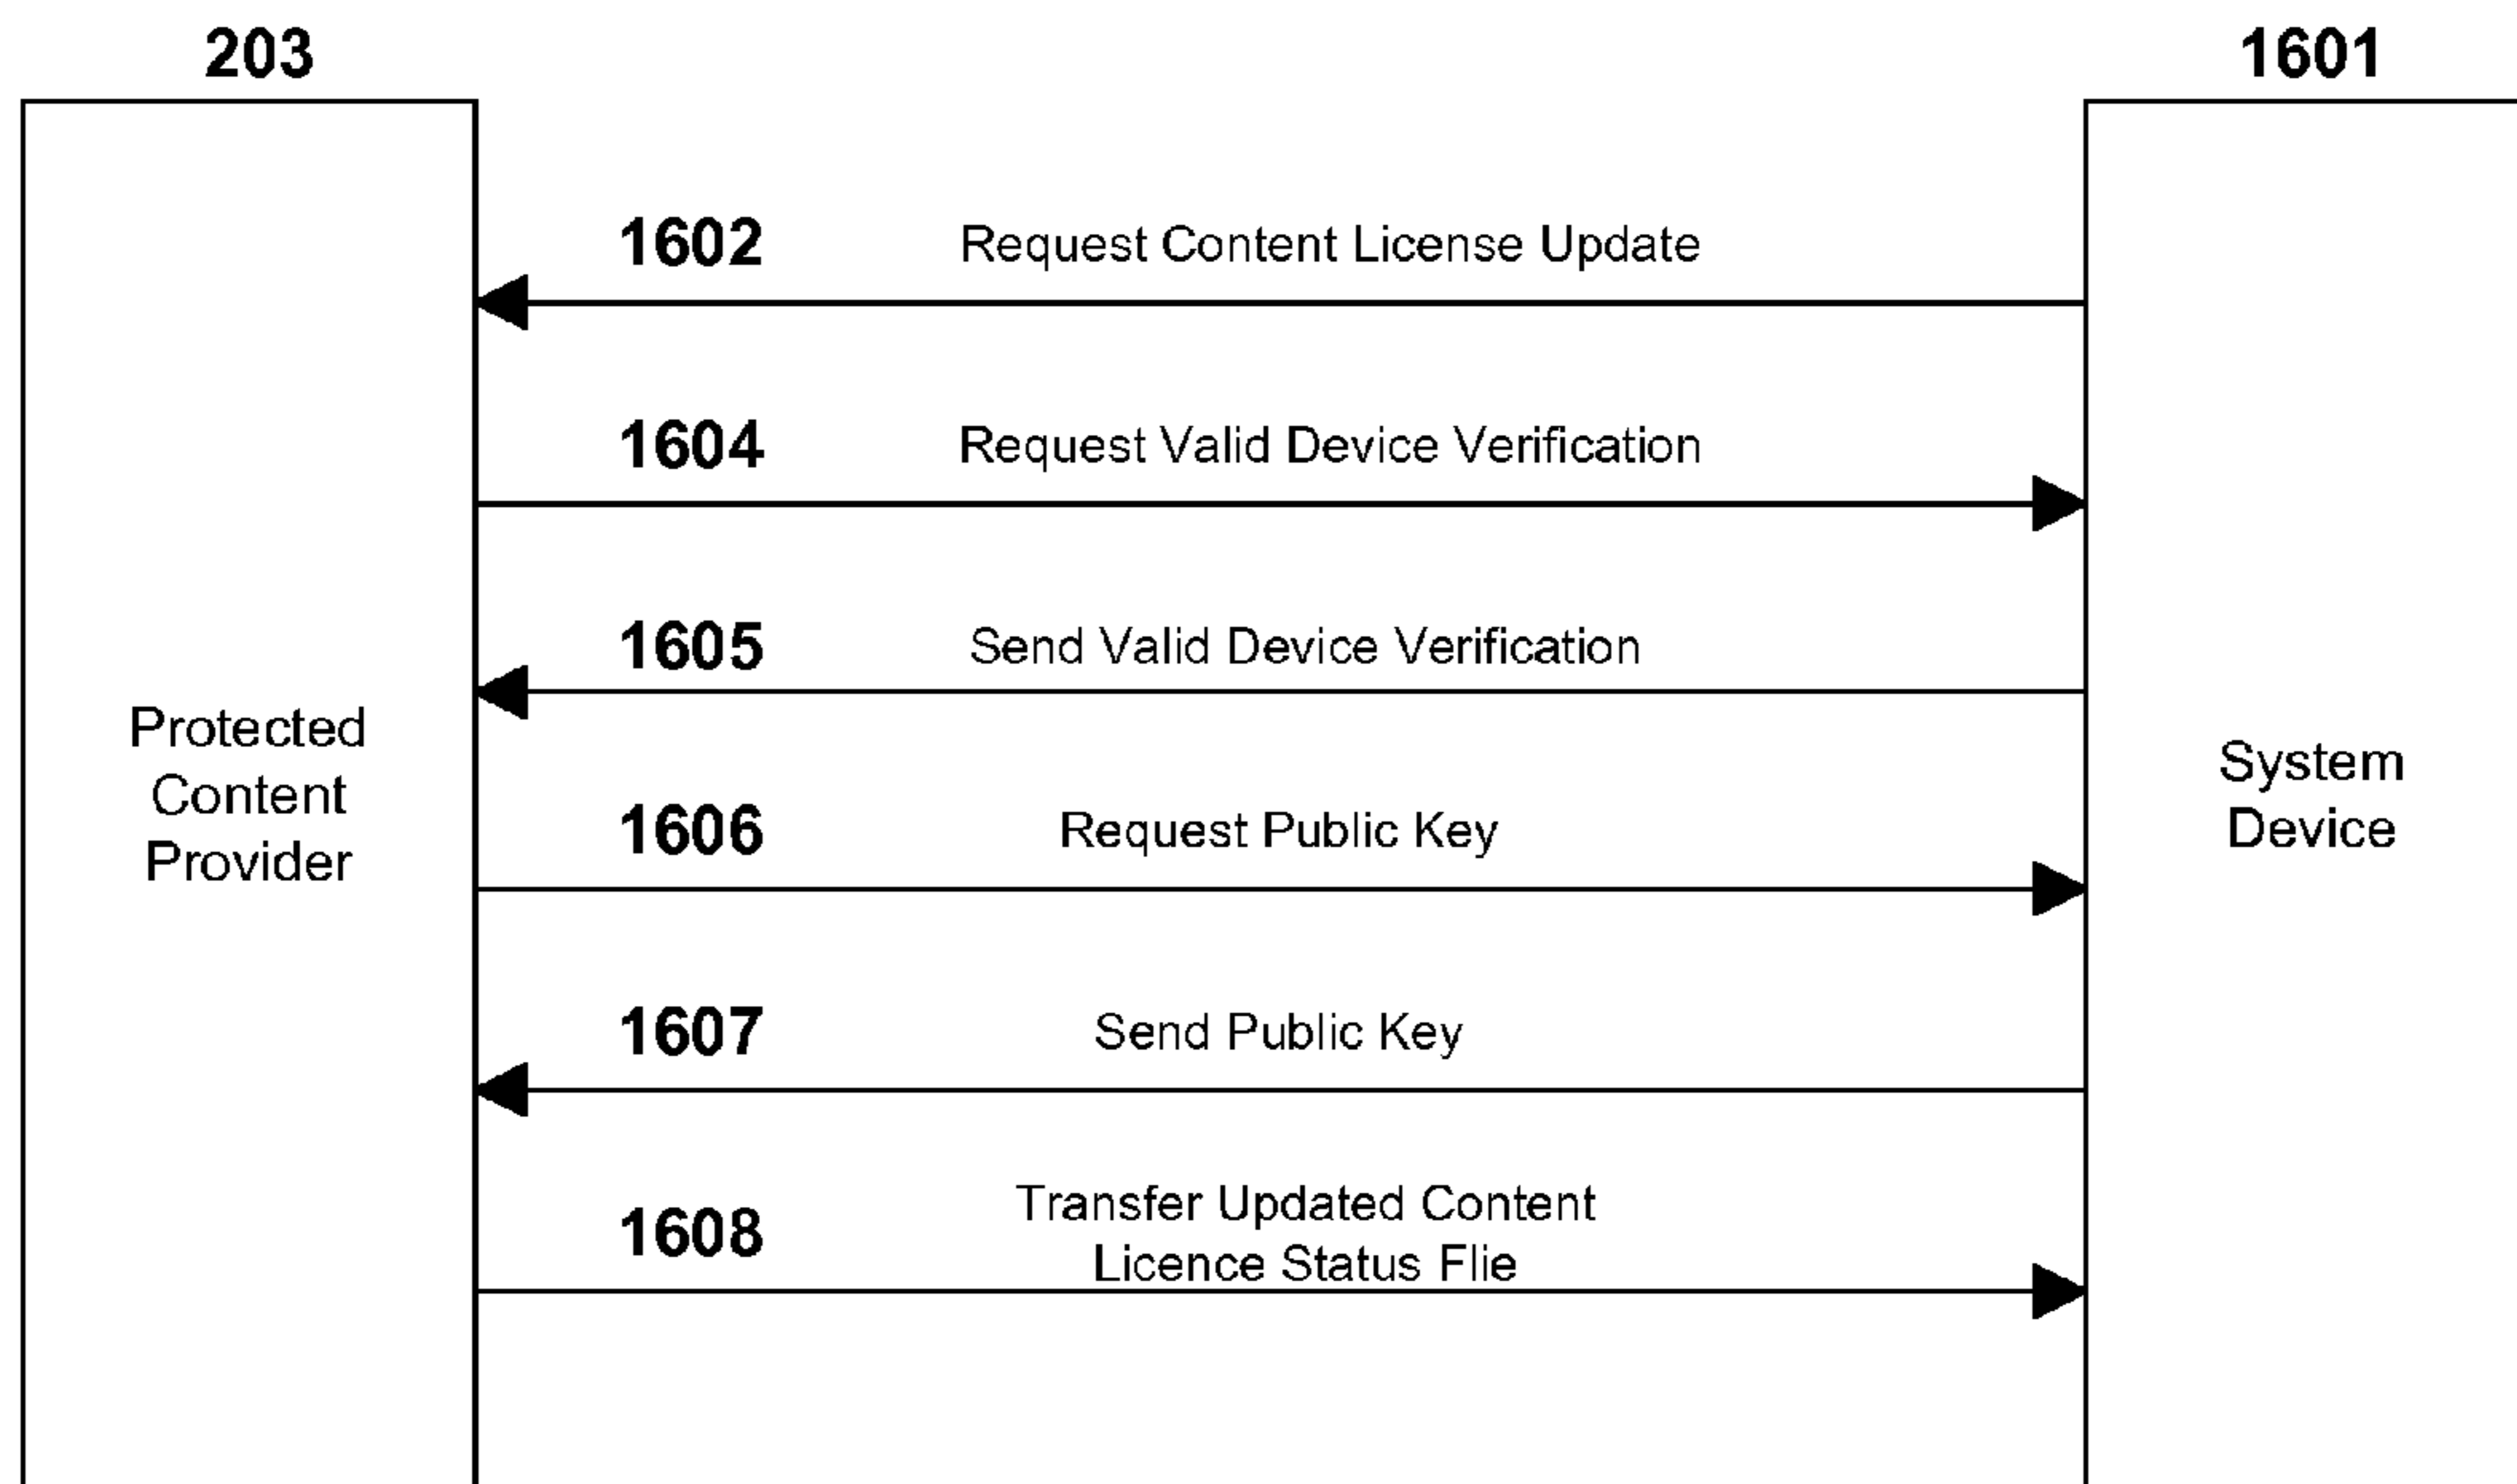 203
1601
1602 Request Content License Update
1604 Request Valid Device Verification
1605 Send Valid Device Verification
Protected
Content
Provider
System
Device
1606 Request Public Key
1607 Send Public Key
1608 Transfer Updated Content
Licence Status Flie